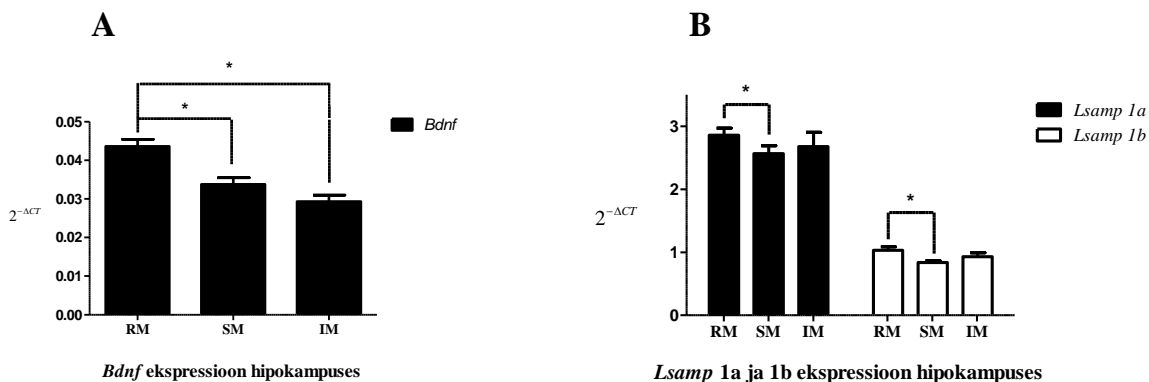 A
*
*
Bdnf
0.05
0.04
0.03
0.02
0.01
0.00
2^{-ΔCT}
RM SM IM
Bdnf ekspressioon hipokampuses
B
*
*
Lsamp 1a
Lsamp 1b
3
2
1
0
2^{-ΔCT}
RM SM IM RM SM IM
Lsamp 1a ja 1b ekspressioon hipokampuses